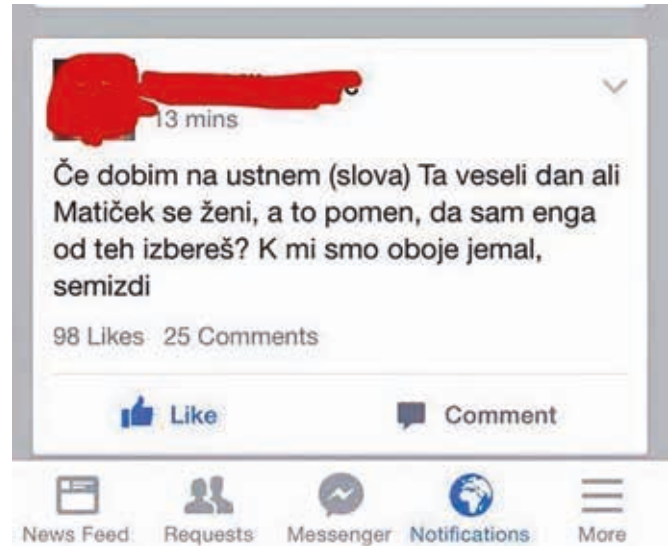 13 mins
Če dobim na ustnem (slova) Ta veseli dan ali
Matiček se ženi, a to pomen, da sam enga
od teh izbereš? K mi smo oboje jemal,
semizdi
98 Likes 25 Comments
Like Comment
News Feed Requests Messenger Notifications More